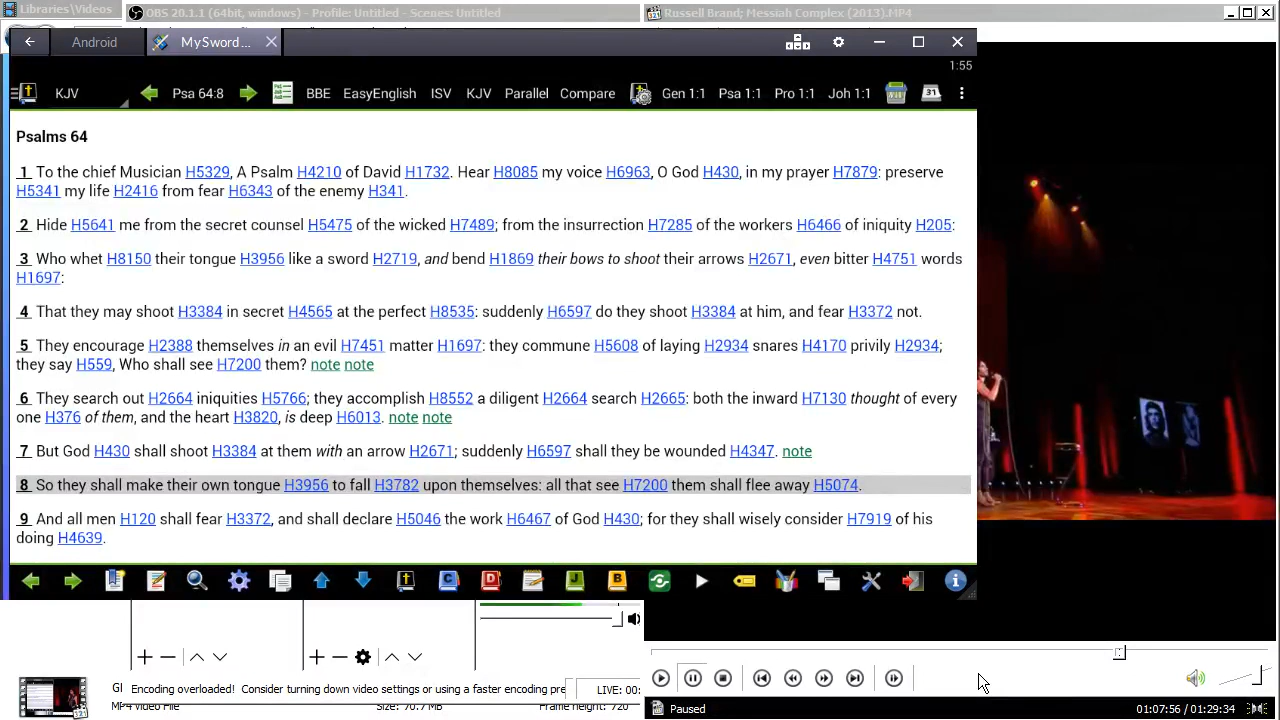 Libraries\Videos
OBS 20.1.1 (64bit, windows) - Profile: Untitled - Scenes: Untitled
Russell Brand; Messiah Complex (2013).MP4
Android
MySword...
1:55
KJV
Psa 64:8
BBE EasyEnglish ISV KJV Parallel Compare
Gen 1:1 Psa 1:1 Pro 1:1 Joh 1:1
31
Psalms 64
1 To the chief Musician H5329, A Psalm H4210 of David H1732. Hear H8085 my voice H6963, O God H430, in my prayer H7879: preserve
H5341 my life H2416 from fear H6343 of the enemy H341.
2 Hide H5641 me from the secret counsel H5475 of the wicked H7489; from the insurrection H7285 of the workers H6466 of iniquity H205:
3 Who whet H8150 their tongue H3956 like a sword H2719, and bend H1869 their bows to shoot their arrows H2671, even bitter H4751 words
H1697:
4 That they may shoot H3384 in secret H4565 at the perfect H8535: suddenly H6597 do they shoot H3384 at him, and fear H3372 not.
5 They encourage H2388 themselves in an evil H7451 matter H1697: they commune H5608 of laying H2934 snares H4170 privily H2934;
they say H559, Who shall see H7200 them? note note
6 They search out H2664 iniquities H5766; they accomplish H8552 a diligent H2664 search H2665: both the inward H7130 thought of every
one H376 of them, and the heart H3820, is deep H6013. note note
7 But God H430 shall shoot H3384 at them with an arrow H2671; suddenly H6597 shall they be wounded H4347. note
8 So they shall make their own tongue H3956 to fall H3782 upon themselves: all that see H7200 them shall flee away H5074.
9 And all men H120 shall fear H3372, and shall declare H5046 the work H6467 of God H430; for they shall wisely consider H7919 of his
doing H4639.
C D J B
Encoding overloaded! Consider turning down video settings or using a faster encoding pre
LIVE: 00:
MP4 Video File
Size: 70.7 MB
Frame height: 720
Paused
01:07:56 / 01:29:34